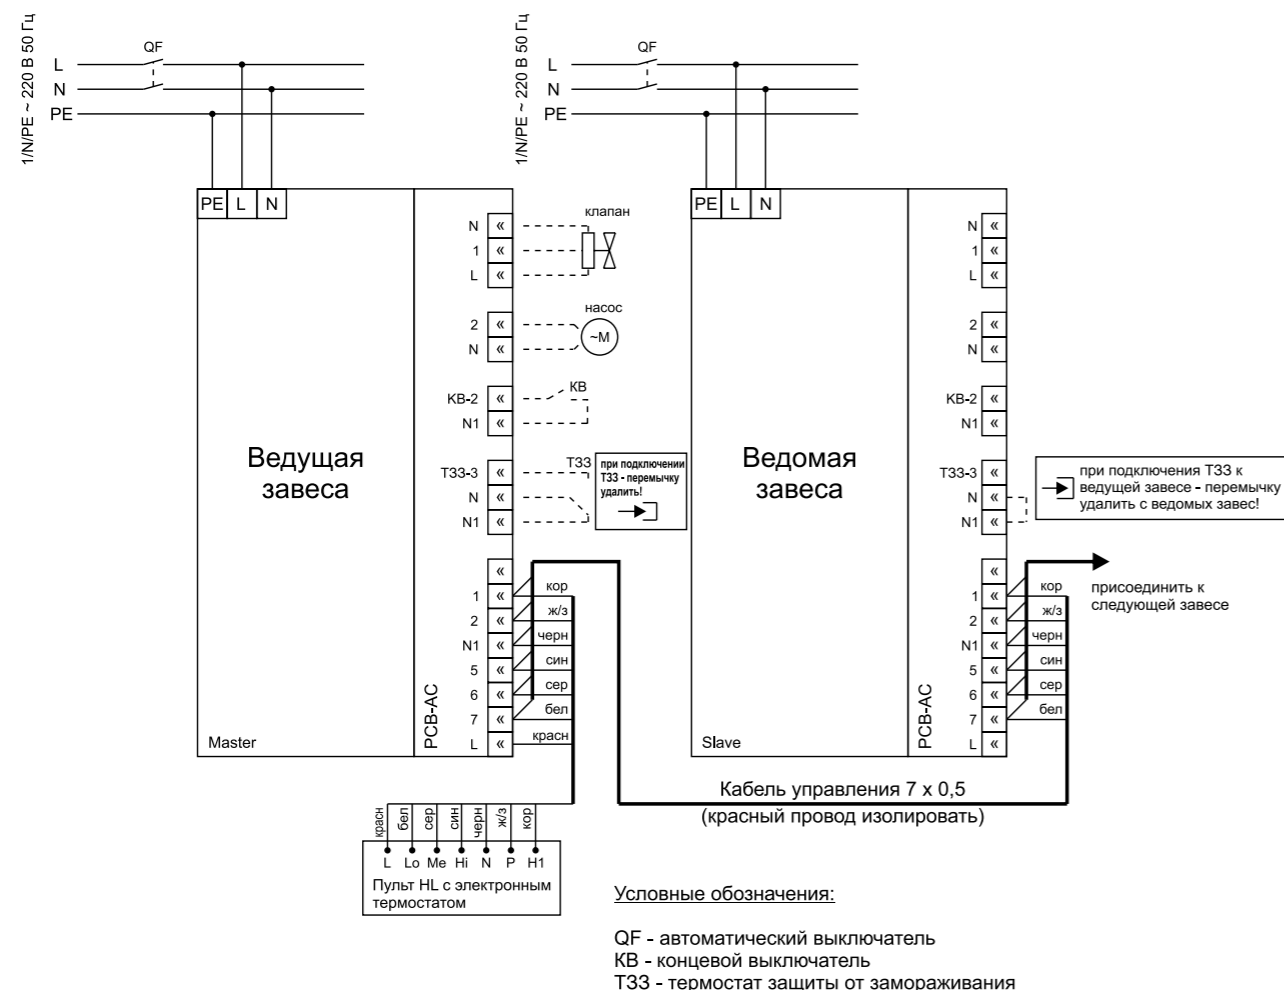 1/N/PE ~ 220 В 50 Гц
L
N
PE
QF
1/N/PE ~ 220 В 50 Гц
L
N
PE
QF
PE L N
Ведущая
завеса
Master
PCB-AC
N «
1 «
L «
клапан
2 «
N «
насос
~M
КВ-2 «
N1 «
КВ
ТЗЗ-3 «
N «
N1 «
ТЗЗ
при подключении
ТЗЗ - перемычку
удалить!
«
1 « кор
2 « ж/з
N1 « черн
5 « син
6 « сер
7 « бел
L « красн
PE L N
Ведомая
завеса
Slave
PCB-AC
N «
1 «
L «
2 «
N «
КВ-2 «
N1 «
ТЗЗ-3 «
N «
N1 «
при подключения ТЗЗ к
ведущей завесе - перемычку
удалить с ведомых завес!
«
1 « кор
2 « ж/з
N1 « черн
5 « син
6 « сер
7 « бел
L «
присоединить к
следующей завесе
Кабель управления 7 x 0,5
(красный провод изолировать)
красн бел сер син черн ж/з кор
L Lo Me Hi N P H1
Пульт HL с электронным
термостатом
Условные обозначения:
QF - автоматический выключатель
КВ - концевой выключатель
ТЗЗ - термостат защиты от замораживания